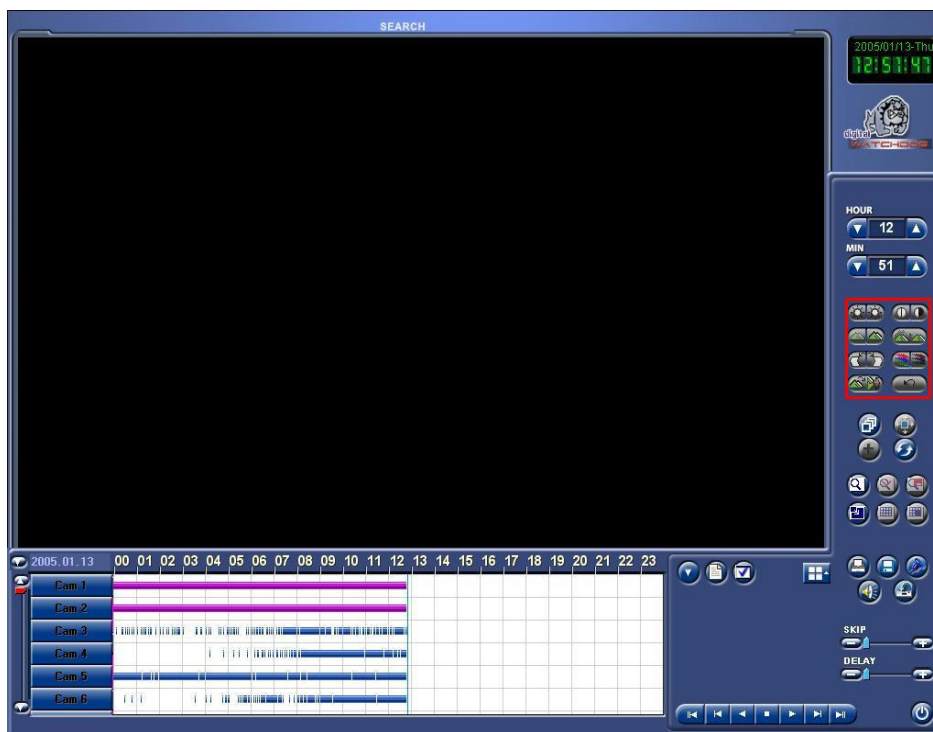 SEARCH
2005/01/13-Thu
12:51:47
digital
WATCHDOG
HOUR
12
MIN
51
2005.01.13 00 01 02 03 04 05 06 07 08 09 10 11 12 13 14 15 16 17 18 19 20 21 22 23
Cam.1
Cam.2
Cam.3
Cam.4
Cam.5
Cam.6
SKIP
DELAY